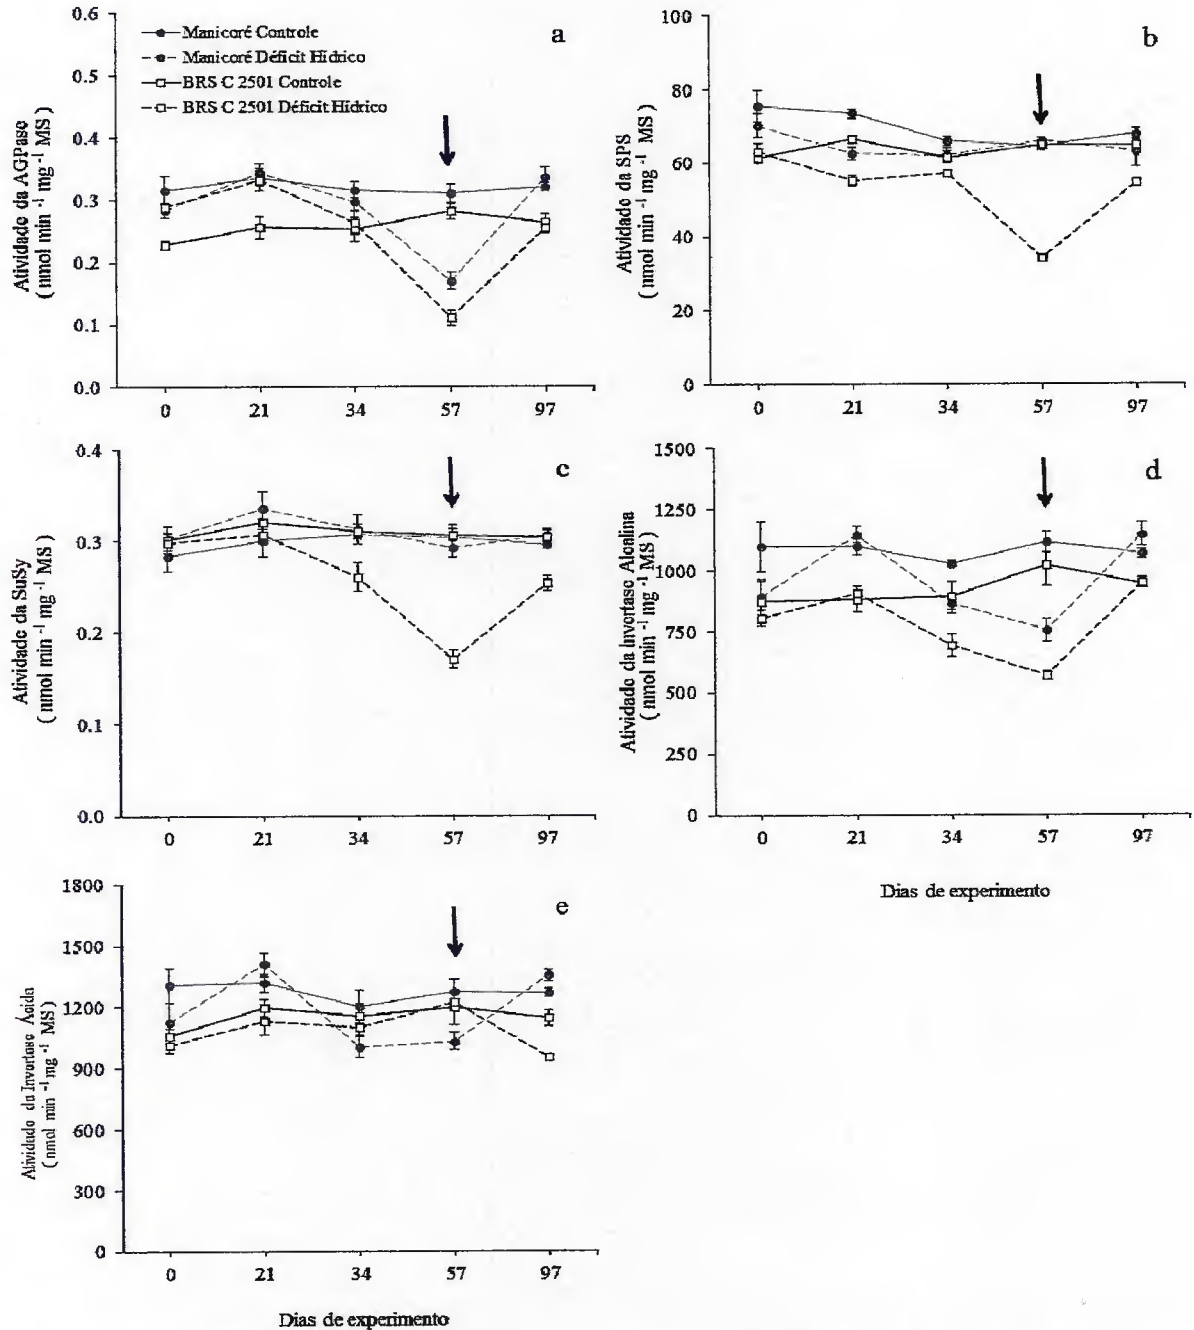 a
Manicoré Controle
Manicoré Déficit Hídrico
BRS C 2501 Controle
BRS C 2501 Déficit Hídrico
Atividade da AGPase
( nmol min -1 mg -1 MS )
0.6
0.5
0.4
0.3
0.2
0.1
0.0
0 21 34 57 97
b
Atividade da SPS
( nmol min -1 mg -1 MS )
100
80
60
40
20
0
0 21 34 57 97
c
Atividade da SuSy
( nmol min -1 mg -1 MS )
0.4
0.3
0.2
0.1
0.0
0 21 34 57 97
d
Atividade da Invertase Alcalina
( nmol min -1 mg -1 MS )
1500
1250
1000
750
500
250
0
0 21 34 57 97
Dias de experimento
e
Atividade da Invertase Ácida
( nmol min -1 mg -1 MS )
1800
1500
1200
900
600
300
0
0 21 34 57 97
Dias de experimento